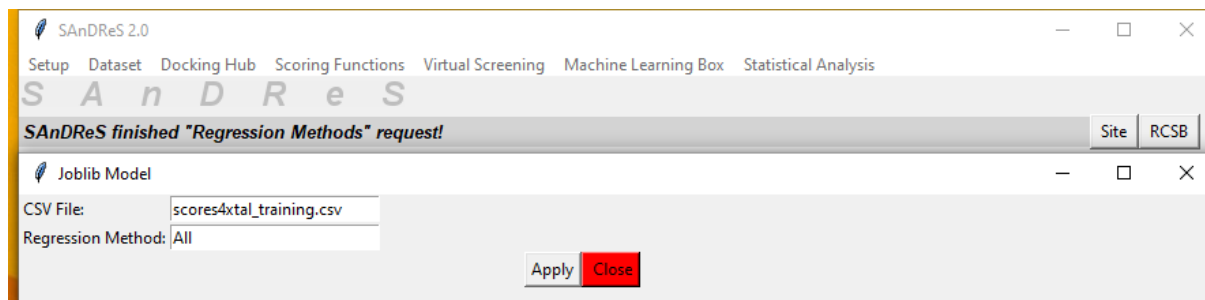 SAnDReS 2.0
Setup Dataset Docking Hub Scoring Functions Virtual Screening Machine Learning Box Statistical Analysis
S A n D R e S
SAnDReS finished "Regression Methods" request! Site RCSB
Joblib Model
CSV File: scores4xtal_training.csv
Regression Method: All
Apply Close